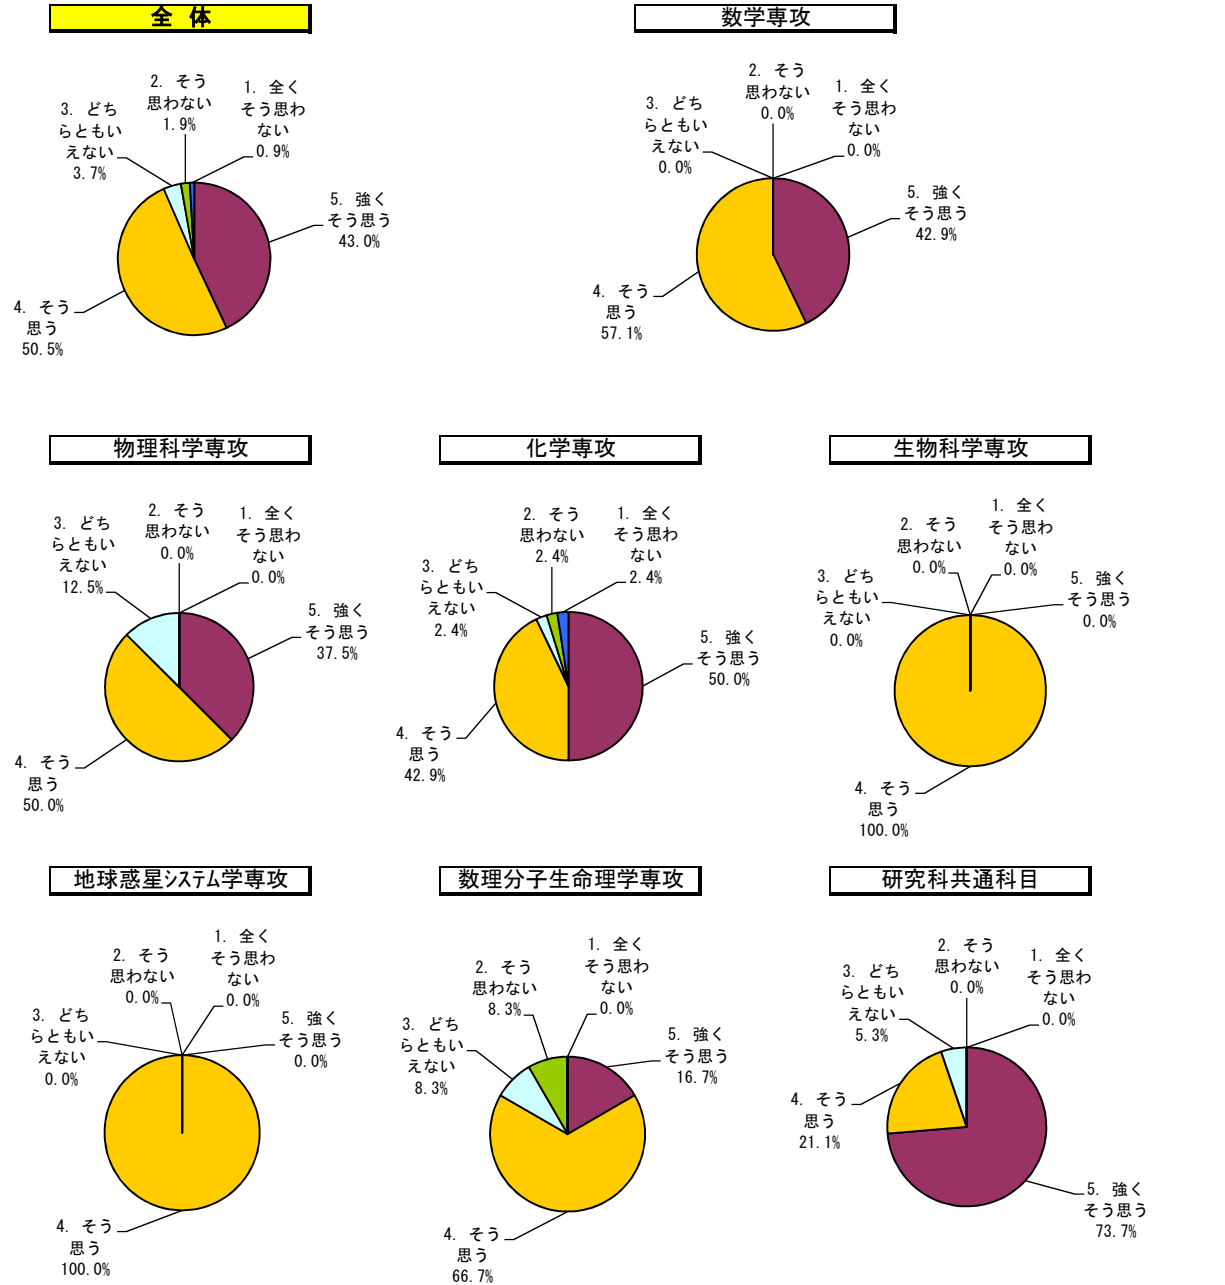 全 体
2. そう
思わない
1.9%
1. 全く
そう思わ
ない
0.9%
3. どち
らともい
えない
3.7%
5. 強く
そう思う
43.0%
4. そう
思う
50.5%
数学専攻
2. そう
思わない
0.0%
1. 全く
そう思わ
ない
0.0%
3. どち
らともい
えない
0.0%
5. 強く
そう思う
42.9%
4. そう
思う
57.1%
物理科学専攻
2. そう
思わない
0.0%
1. 全く
そう思わ
ない
0.0%
3. どち
らともい
えない
12.5%
5. 強く
そう思う
37.5%
4. そう
思う
50.0%
化学専攻
2. そう
思わない
2.4%
1. 全く
そう思わ
ない
2.4%
3. どち
らともい
えない
2.4%
5. 強く
そう思う
50.0%
4. そう
思う
42.9%
生物科学専攻
1. 全く
そう思わ
ない
0.0%
2. そう
思わない
0.0%
3. どち
らともい
えない
0.0%
5. 強く
そう思う
0.0%
4. そう
思う
100.0%
地球惑星システム学専攻
1. 全く
そう思わ
ない
0.0%
2. そう
思わない
0.0%
3. どち
らともい
えない
0.0%
5. 強く
そう思う
0.0%
4. そう
思う
100.0%
数理分子生命理学専攻
1. 全く
そう思わ
ない
0.0%
2. そう
思わない
8.3%
3. どち
らともい
えない
8.3%
5. 強く
そう思う
16.7%
4. そう
思う
66.7%
研究科共通科目
2. そう
思わない
0.0%
1. 全く
そう思わ
ない
0.0%
3. どち
らともい
えない
5.3%
4. そう
思う
21.1%
5. 強く
そう思う
73.7%